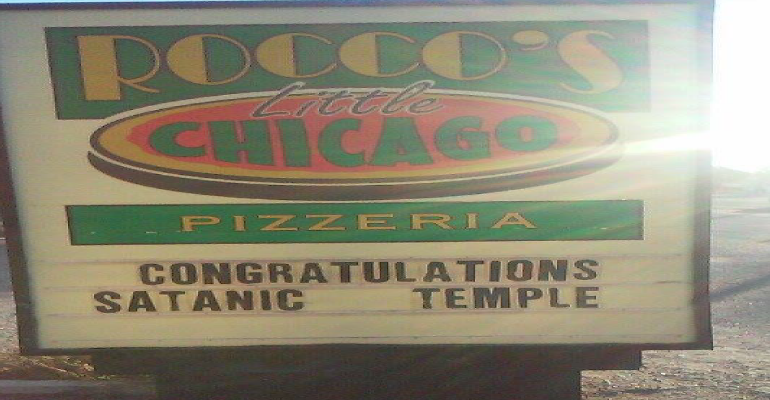 ROCCO'S
Little
CHICAGO
PIZZERIA
CONGRATULATIONS
SATANIC TEMPLE